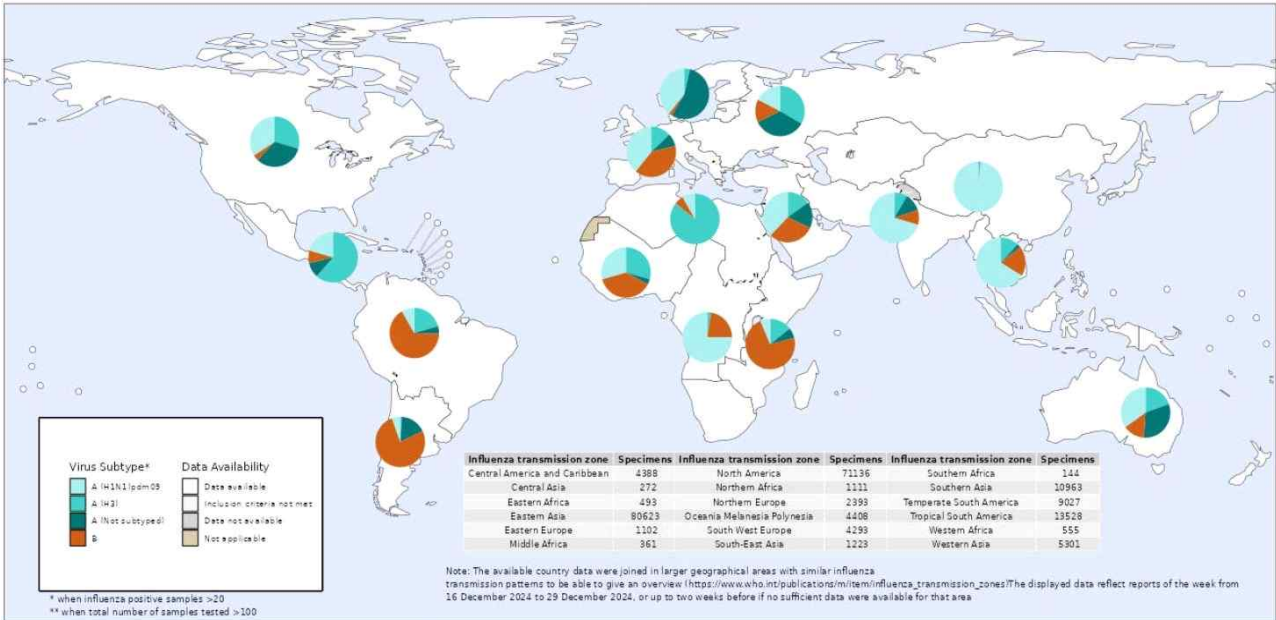 Influenza transmission zone Specimens Influenza transmission zone Specimens Influenza transmission zone Specimens
Central America and Caribbean 4388 North America 71136 Southern Africa 144
Central Asia 272 Northern Africa 1111 Southern Asia 10963
Eastern Africa 493 Northern Europe 2393 Temperate South America 9027
Eastern Asia 80623 Oceania Melanesia Polynesia 4408 Tropical South America 13528
Eastern Europe 1102 South West Europe 4293 Western Africa 555
Middle Africa 361 South-East Asia 1223 Western Asia 5301
Virus Subtype* Data Availability
A (H1N1)pdm09 Data available
A (H3) Inclusion criteria not met
A (Not subtyped) Data not available
B Not applicable
Note: The available country data were joined in larger geographical areas with similar influenza
transmission patterns to be able to give an overview (https://www.who.int/publications/m/item/influenza_transmission_zones)The displayed data reflect reports of the week from
16 December 2024 to 29 December 2024, or up to two weeks before if no sufficient data were available for that area
* when influenza positive samples >20
** when total number of samples tested >100